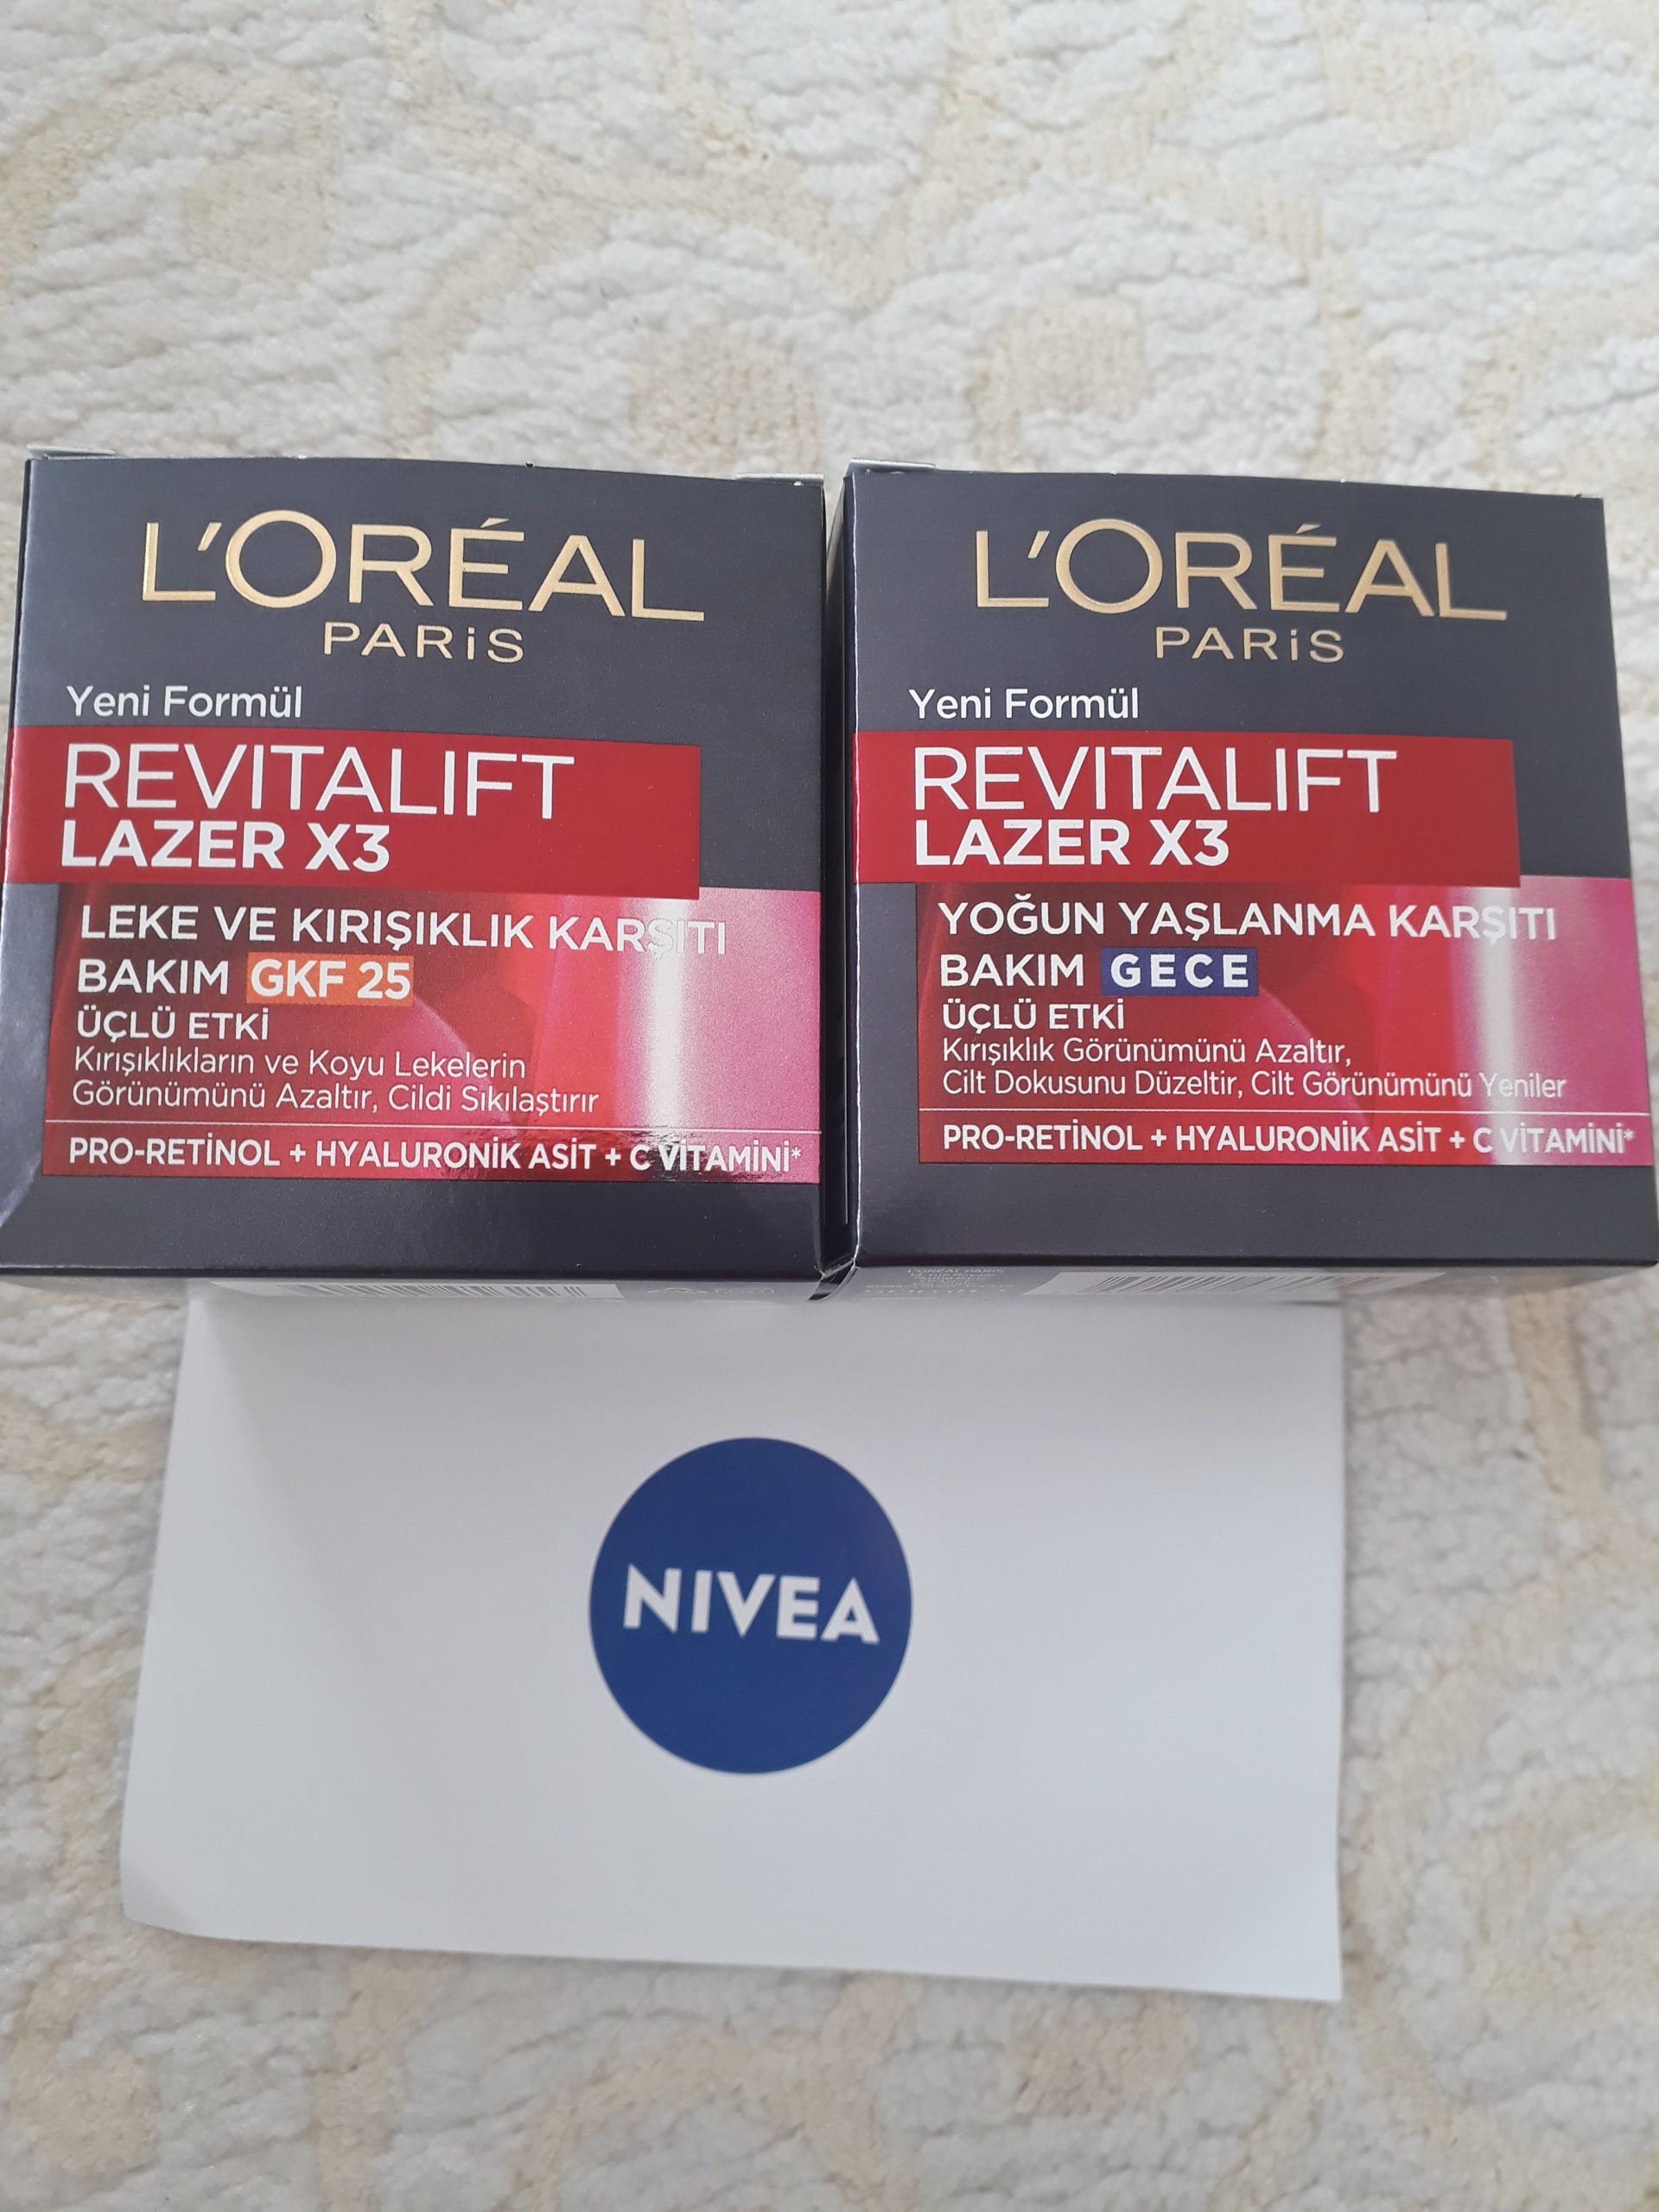 L'ORÉAL
PARiS
Yeni Formül
REVITALIFT
LAZER X3
LEKE VE KIRIŞIKLIK KARŞITI
BAKIM GKF 25
ÜÇLÜ ETKİ
Kırışıklıkların ve Koyu Lekelerin
Görünümünü Azaltır, Cildi Sıkılaştırır
PRO-RETİNOL + HYALURONİK ASİT + C VİTAMİNİ*
L'ORÉAL
PARiS
Yeni Formül
REVITALIFT
LAZER X3
YOĞUN YAŞLANMA KARŞITI
BAKIM GECE
ÜÇLÜ ETKİ
Kırışıklık Görünümünü Azaltır,
Cilt Dokusunu Düzeltir, Cilt Görünümünü Yeniler
PRO-RETİNOL + HYALURONİK ASİT + C VİTAMİNİ*
NIVEA